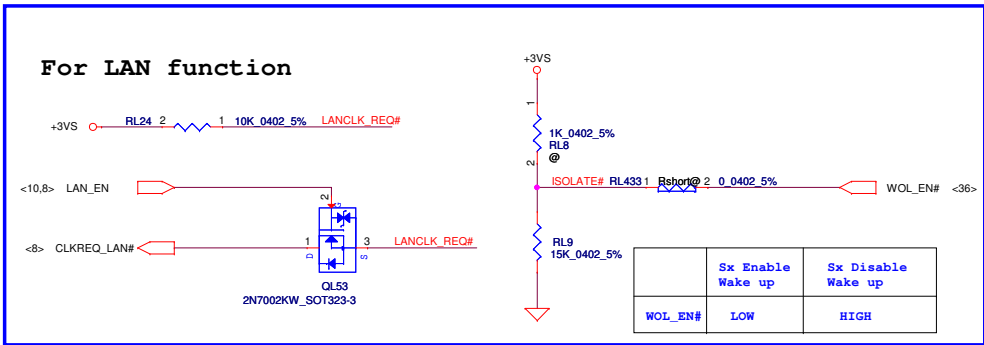 For LAN function
+3VS RL24 2 1 10K_0402_5% LANCLK_REQ#
<10,8> LAN_EN
2
G
<8> CLKREQ_LAN# 1 3 LANCLK_REQ#
D S
QL53
2N7002KW_SOT323-3
+3VS
1
1K_0402_5%
RL8
@
2
ISOLATE# RL433 1 Rshort@ 2 0_0402_5% WOL_EN# <36>
RL9
15K_0402_5%
Sx Enable Sx Disable
Wake up Wake up
WOL_EN# LOW HIGH